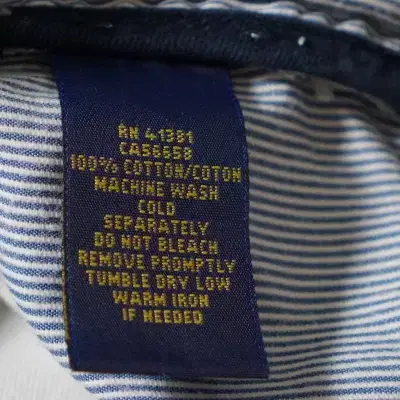 RN 41381
CA56658
100% COTTON/COTON
MACHINE WASH
COLD
SEPARATELY
DO NOT BLEACH
REMOVE PROMPTLY
TUMBLE DRY LOW
WARM IRON
IF NEEDED